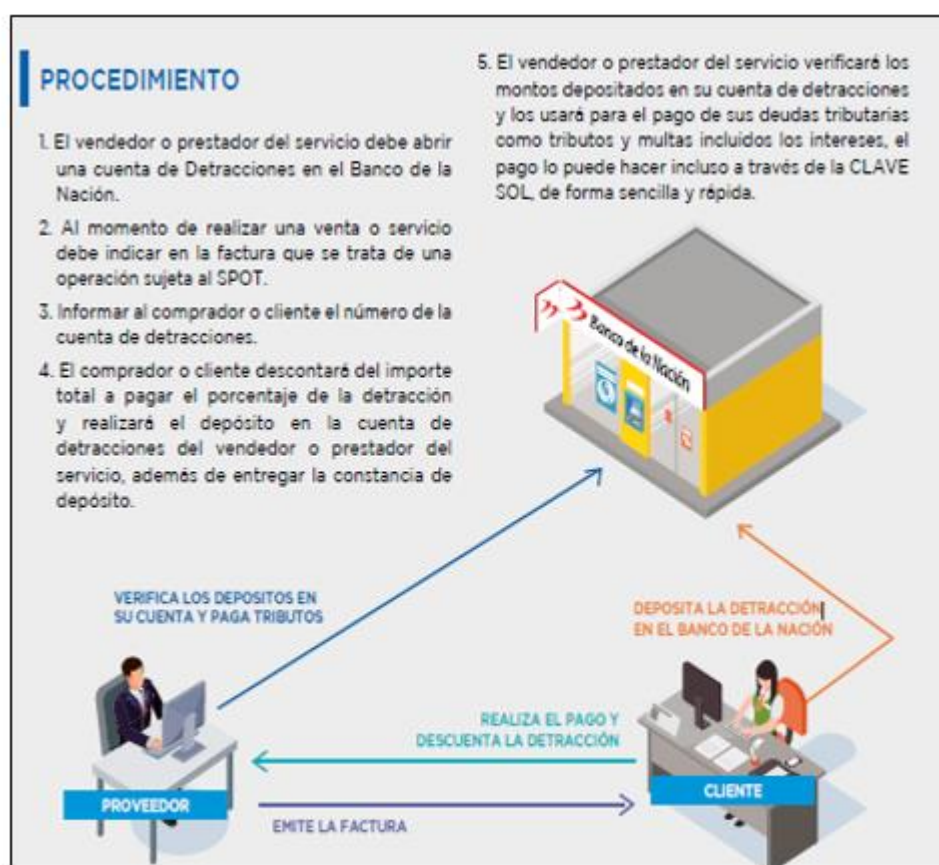 PROCEDIMIENTO
1. El vendedor o prestador del servicio debe abrir
una cuenta de Detracciones en el Banco de la
Nación.
2. Al momento de realizar una venta o servicio
debe indicar en la factura que se trata de una
operación sujeta al SPOT.
3. Informar al comprador o cliente el número de la
cuenta de detracciones.
4. El comprador o cliente descontará del importe
total a pagar el porcentaje de la detracción
y realizará el depósito en la cuenta de
detracciones del vendedor o prestador del
servicio, además de entregar la constancia de
depósito.
5. El vendedor o prestador del servicio verificará los
montos depositados en su cuenta de detracciones
y los usará para el pago de sus deudas tributarias
como tributos y multas incluidos los intereses, el
pago lo puede hacer incluso a través de la CLAVE
SOL, de forma sencilla y rápida.
Banco de la Nación
VERIFICA LOS DEPOSITOS EN
SU CUENTA Y PAGA TRIBUTOS
DEPOSITA LA DETRACCIÓN
EN EL BANCO DE LA NACIÓN
REALIZA EL PAGO Y
DESCUENTA LA DETRACCIÓN
PROVEEDOR
CLIENTE
EMITE LA FACTURA